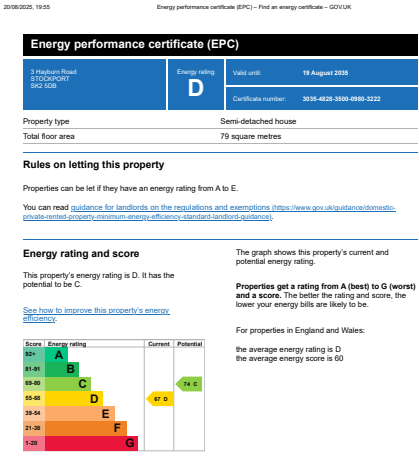 20/08/2025, 19:55 Energy performance certificate (EPC) – Find an energy certificate – GOV.UK
Energy performance certificate (EPC)
3 Hayburn Road
STOCKPORT
SK2 5DB
Energy rating
D
Valid until: 19 August 2035
Certificate number: 3035-4828-3500-0980-3222
Property type Semi-detached house
Total floor area 79 square metres
Rules on letting this property
Properties can be let if they have an energy rating from A to E.
You can read guidance for landlords on the regulations and exemptions (https://www.gov.uk/guidance/domestic-
private-rented-property-minimum-energy-efficiency-standard-landlord-guidance).
Energy rating and score
This property's energy rating is D. It has the
potential to be C.
See how to improve this property's energy
efficiency.
Score Energy rating Current Potential
92+ A
81-91 B
69-80 C 74 C
55-68 D 67 D
39-54 E
21-38 F
1-20 G
The graph shows this property's current and
potential energy rating.
Properties get a rating from A (best) to G (worst)
and a score. The better the rating and score, the
lower your energy bills are likely to be.
For properties in England and Wales:
the average energy rating is D
the average energy score is 60